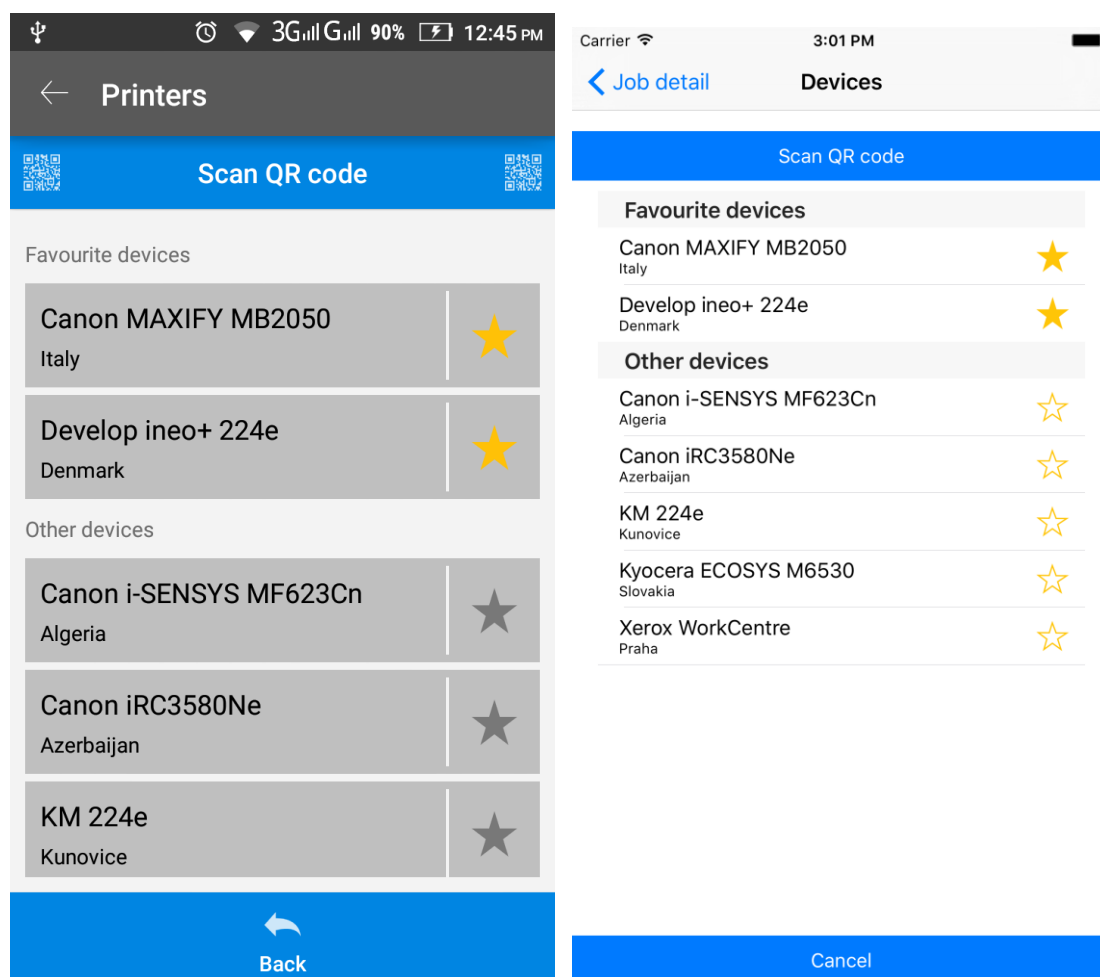 3G G 90% 12:45 PM
Printers
Scan QR code
Favourite devices
Canon MAXIFY MB2050
Italy
Develop ineo+ 224e
Denmark
Other devices
Canon i-SENSYS MF623Cn
Algeria
Canon iRC3580Ne
Azerbaijan
KM 224e
Kunovice
Back
Carrier 3:01 PM
Job detail Devices
Scan QR code
Favourite devices
Canon MAXIFY MB2050
Italy
Develop ineo+ 224e
Denmark
Other devices
Canon i-SENSYS MF623Cn
Algeria
Canon iRC3580Ne
Azerbaijan
KM 224e
Kunovice
Kyocera ECOSYS M6530
Slovakia
Xerox WorkCentre
Praha
Cancel